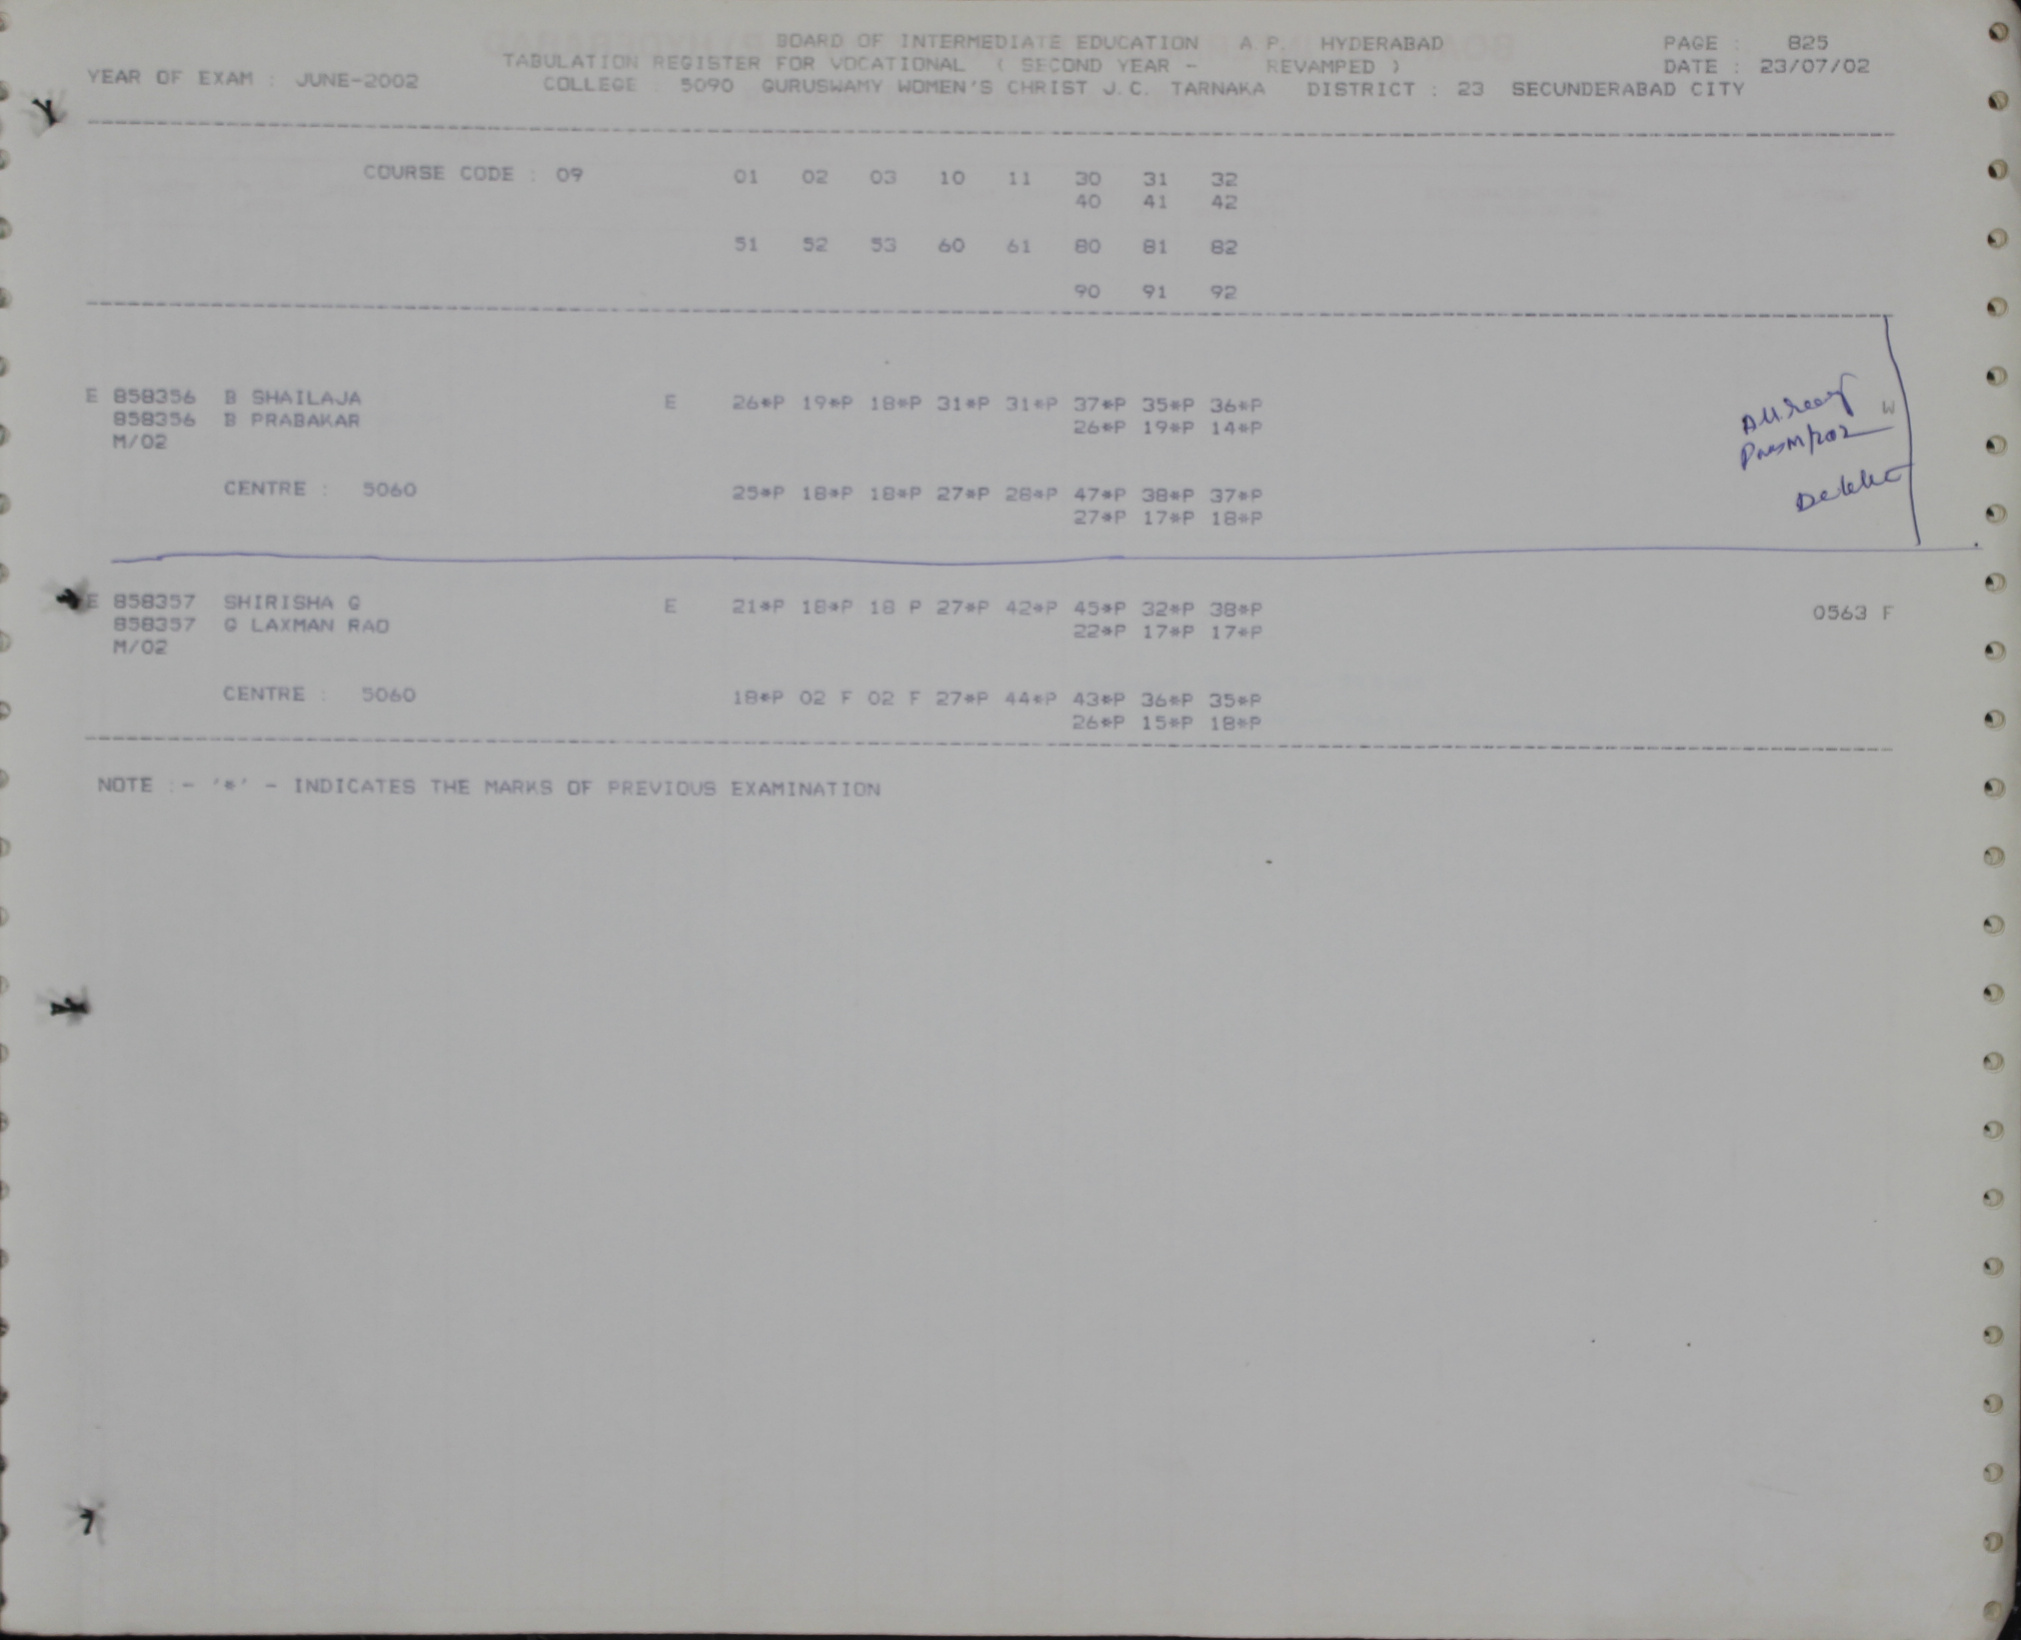 BOARD OF INTERMEDIATE EDUCATION A P. HYDERABAD PAGE : 825
TABULATION REGISTER FOR VOCATIONAL ( SECOND YEAR - REVAMPED ) DATE : 23/07/02
YEAR OF EXAM : JUNE-2002 COLLEGE : 5090 GURUSWAMY WOMEN'S CHRIST J.C. TARNAKA DISTRICT : 23 SECUNDERABAD CITY
COURSE CODE : 09 01 02 03 10 11 30 31 32
40 41 42
51 52 53 60 61 80 81 82
90 91 92
E 858356 B SHAILAJA E 26*P 19*P 18*P 31*P 31*P 37*P 35*P 36*P W
858356 B PRABAKAR 26*P 19*P 14*P
M/02
CENTRE : 5060 25*P 18*P 18*P 27*P 28*P 47*P 38*P 37*P
27*P 17*P 18*P
E 858357 SHIRISHA G E 21*P 18*P 18 P 27*P 42*P 45*P 32*P 38*P 0563 F
858357 G LAXMAN RAO 22*P 17*P 17*P
M/02
CENTRE : 5060 18*P 02 F 02 F 27*P 44*P 43*P 36*P 35*P
26*P 15*P 18*P
NOTE :- '*' - INDICATES THE MARKS OF PREVIOUS EXAMINATION